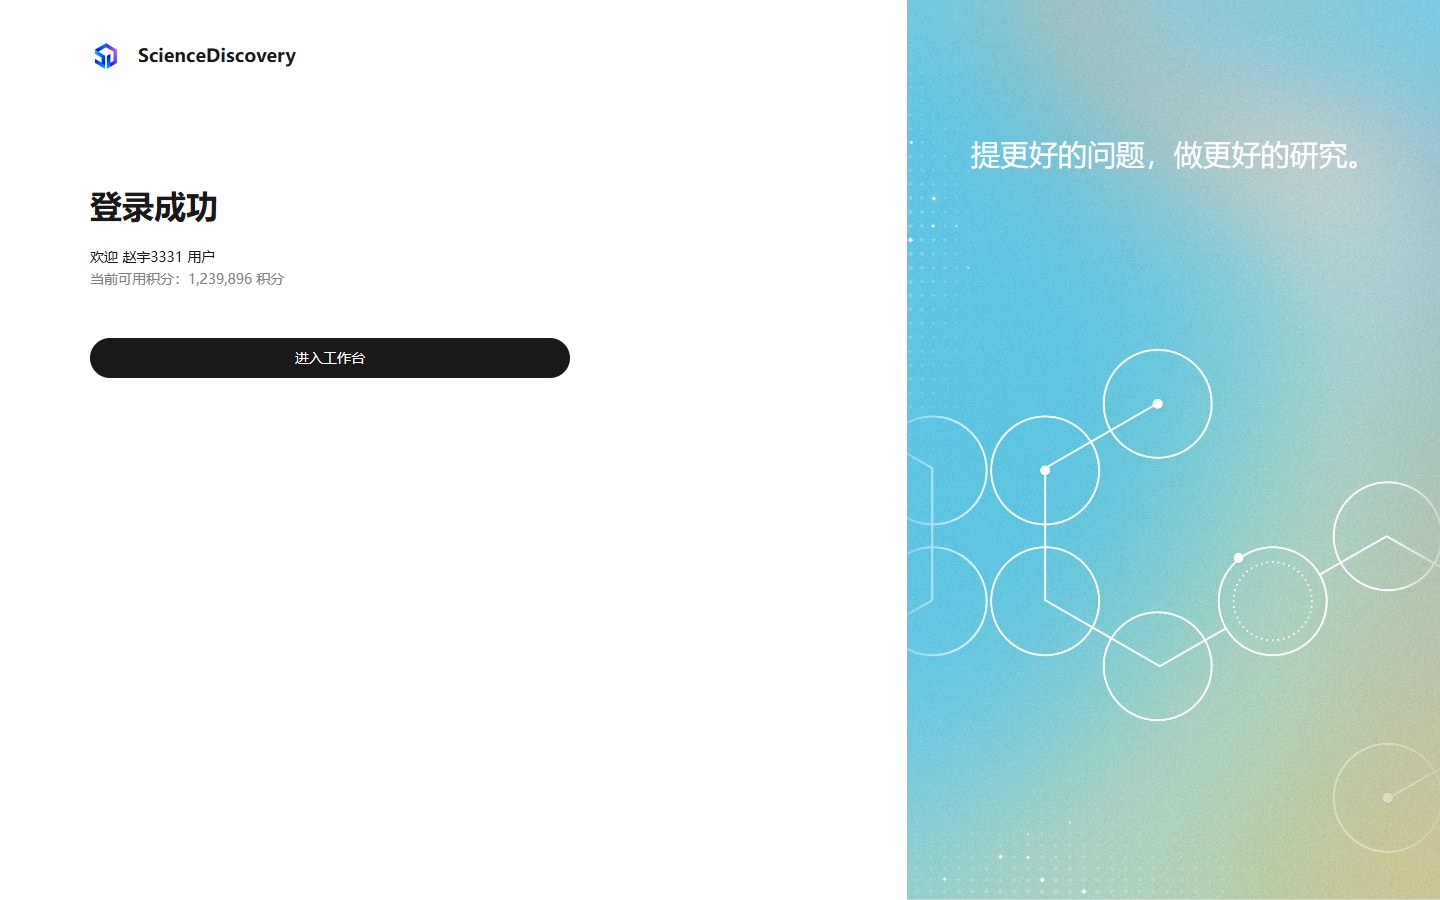 ScienceDiscovery
登录成功
欢迎 赵宇3331 用户
当前可用积分：1,239,896 积分
进入工作台
提更好的问题，做更好的研究。